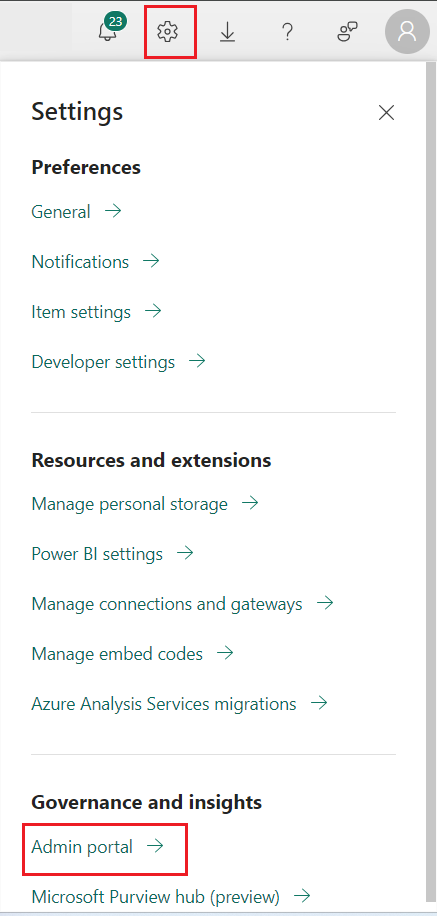 23
?
Settings
Preferences
General
Notifications
Item settings
Developer settings
Resources and extensions
Manage personal storage
Power BI settings
Manage connections and gateways
Manage embed codes
Azure Analysis Services migrations
Governance and insights
Admin portal
Microsoft Purview hub (preview)